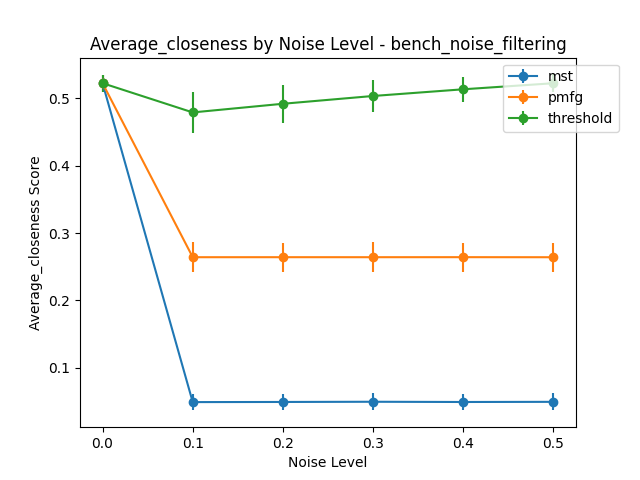 Average_closeness by Noise Level - bench_noise_filtering
mst
pmfg
threshold
Average_closeness Score
0.5
0.4
0.3
0.2
0.1
0.0 0.1 0.2 0.3 0.4 0.5
Noise Level